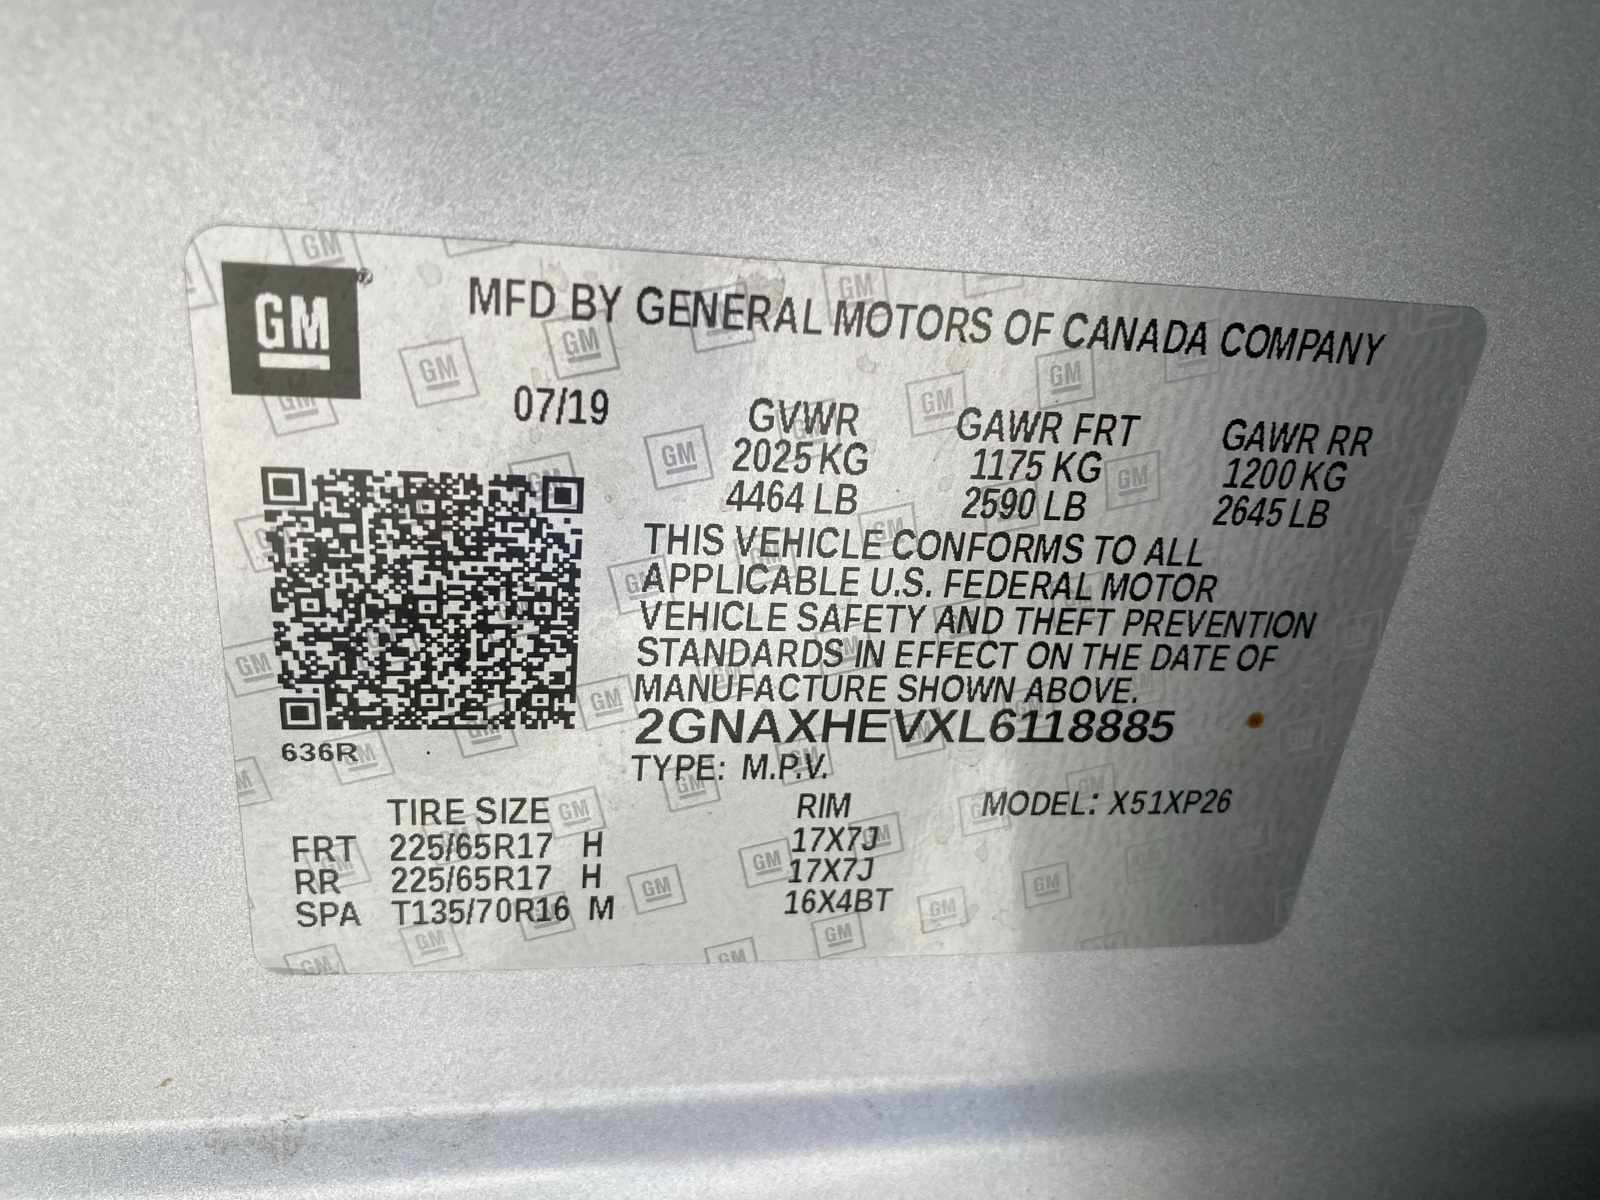 GM
MFD BY GENERAL MOTORS OF CANADA COMPANY
07/19
GVWR GAWR FRT GAWR RR
2025 KG 1175 KG 1200 KG
4464 LB 2590 LB 2645 LB
THIS VEHICLE CONFORMS TO ALL
APPLICABLE U.S. FEDERAL MOTOR
VEHICLE SAFETY AND THEFT PREVENTION
STANDARDS IN EFFECT ON THE DATE OF
MANUFACTURE SHOWN ABOVE.
2GNAXHEVXL6118885
636R
TYPE: M.P.V.
TIRE SIZE RIM MODEL: X51XP26
FRT 225/65R17 H 17X7J
RR 225/65R17 H 17X7J
SPA T135/70R16 M 16X4BT